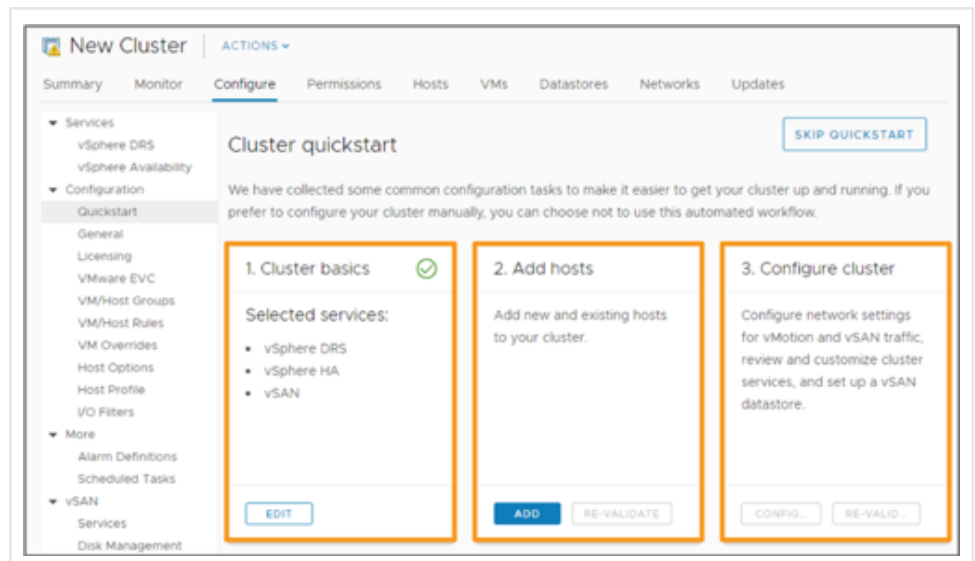 New Cluster ACTIONS
Summary Monitor Configure Permissions Hosts VMs Datastores Networks Updates
Services
vSphere DRS
vSphere Availability
Configuration
Quickstart
General
Licensing
VMware EVC
VM/Host Groups
VM/Host Rules
VM Overrides
Host Options
Host Profile
I/O Filters
More
Alarm Definitions
Scheduled Tasks
vSAN
Services
Disk Management
Cluster quickstart
SKIP QUICKSTART
We have collected some common configuration tasks to make it easier to get your cluster up and running. If you
prefer to configure your cluster manually, you can choose not to use this automated workflow.
1. Cluster basics
Selected services:
• vSphere DRS
• vSphere HA
• vSAN
EDIT
2. Add hosts
Add new and existing hosts
to your cluster.
ADD RE-VALIDATE
3. Configure cluster
Configure network settings
for vMotion and vSAN traffic,
review and customize cluster
services, and set up a vSAN
datastore.
CONFIG... RE-VALID...